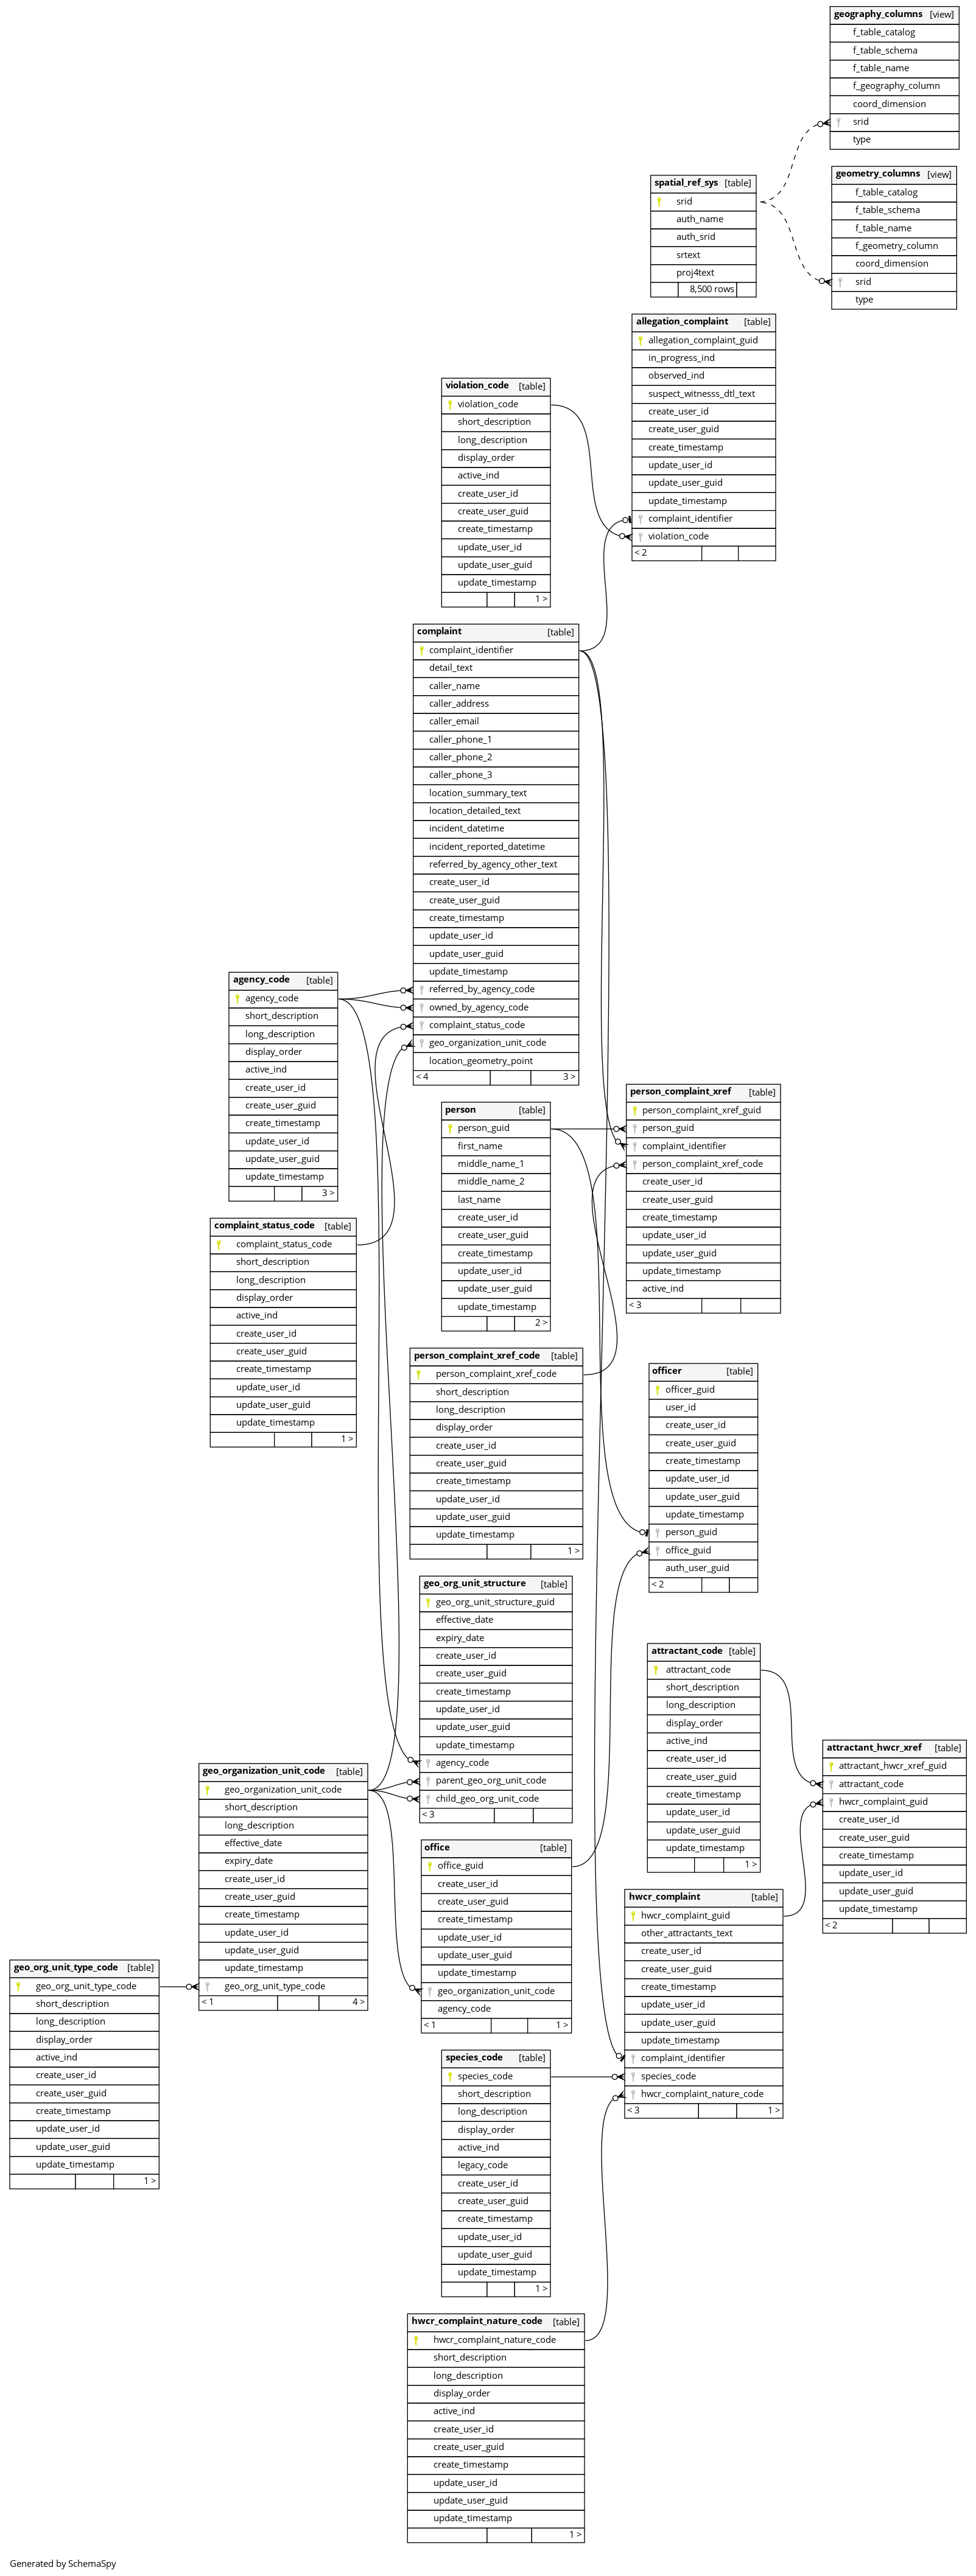 geography_columns [view]
f_table_catalog
f_table_schema
f_table_name
f_geography_column
coord_dimension
srid
type
geometry_columns [view]
f_table_catalog
f_table_schema
f_table_name
f_geometry_column
coord_dimension
srid
type
spatial_ref_sys [table]
srid
auth_name
auth_srid
srtext
proj4text
8,500 rows
allegation_complaint [table]
allegation_complaint_guid
in_progress_ind
observed_ind
suspect_witnesss_dtl_text
create_user_id
create_user_guid
create_timestamp
update_user_id
update_user_guid
update_timestamp
complaint_identifier
violation_code
< 2
violation_code [table]
violation_code
short_description
long_description
display_order
active_ind
create_user_id
create_user_guid
create_timestamp
update_user_id
update_user_guid
update_timestamp
1 >
complaint [table]
complaint_identifier
detail_text
caller_name
caller_address
caller_email
caller_phone_1
caller_phone_2
caller_phone_3
location_summary_text
location_detailed_text
incident_datetime
incident_reported_datetime
referred_by_agency_other_text
create_user_id
create_user_guid
create_timestamp
update_user_id
update_user_guid
update_timestamp
referred_by_agency_code
owned_by_agency_code
complaint_status_code
geo_organization_unit_code
location_geometry_point
< 4 3 >
agency_code [table]
agency_code
short_description
long_description
display_order
active_ind
create_user_id
create_user_guid
create_timestamp
update_user_id
update_user_guid
update_timestamp
3 >
person_complaint_xref [table]
person_complaint_xref_guid
person_guid
complaint_identifier
person_complaint_xref_code
create_user_id
create_user_guid
create_timestamp
update_user_id
update_user_guid
update_timestamp
active_ind
< 3
person [table]
person_guid
first_name
middle_name_1
middle_name_2
last_name
create_user_id
create_user_guid
create_timestamp
update_user_id
update_user_guid
update_timestamp
2 >
complaint_status_code [table]
complaint_status_code
short_description
long_description
display_order
active_ind
create_user_id
create_user_guid
create_timestamp
update_user_id
update_user_guid
update_timestamp
1 >
person_complaint_xref_code [table]
person_complaint_xref_code
short_description
long_description
display_order
create_user_id
create_user_guid
create_timestamp
update_user_id
update_user_guid
update_timestamp
1 >
officer [table]
officer_guid
user_id
create_user_id
create_user_guid
create_timestamp
update_user_id
update_user_guid
update_timestamp
person_guid
office_guid
auth_user_guid
< 2
geo_org_unit_structure [table]
geo_org_unit_structure_guid
effective_date
expiry_date
create_user_id
create_user_guid
create_timestamp
update_user_id
update_user_guid
update_timestamp
agency_code
parent_geo_org_unit_code
child_geo_org_unit_code
< 3
attractant_code [table]
attractant_code
short_description
long_description
display_order
active_ind
create_user_id
create_user_guid
create_timestamp
update_user_id
update_user_guid
update_timestamp
1 >
attractant_hwcr_xref [table]
attractant_hwcr_xref_guid
attractant_code
hwcr_complaint_guid
create_user_id
create_user_guid
create_timestamp
update_user_id
update_user_guid
update_timestamp
< 2
geo_organization_unit_code [table]
geo_organization_unit_code
short_description
long_description
effective_date
expiry_date
create_user_id
create_user_guid
create_timestamp
update_user_id
update_user_guid
update_timestamp
geo_org_unit_type_code
< 1 4 >
office [table]
office_guid
create_user_id
create_user_guid
create_timestamp
update_user_id
update_user_guid
update_timestamp
geo_organization_unit_code
agency_code
< 1 1 >
hwcr_complaint [table]
hwcr_complaint_guid
other_attractants_text
create_user_id
create_user_guid
create_timestamp
update_user_id
update_user_guid
update_timestamp
complaint_identifier
species_code
hwcr_complaint_nature_code
< 3 1 >
geo_org_unit_type_code [table]
geo_org_unit_type_code
short_description
long_description
display_order
active_ind
create_user_id
create_user_guid
create_timestamp
update_user_id
update_user_guid
update_timestamp
1 >
species_code [table]
species_code
short_description
long_description
display_order
active_ind
legacy_code
create_user_id
create_user_guid
create_timestamp
update_user_id
update_user_guid
update_timestamp
1 >
hwcr_complaint_nature_code [table]
hwcr_complaint_nature_code
short_description
long_description
display_order
active_ind
create_user_id
create_user_guid
create_timestamp
update_user_id
update_user_guid
update_timestamp
1 >
Generated by SchemaSpy